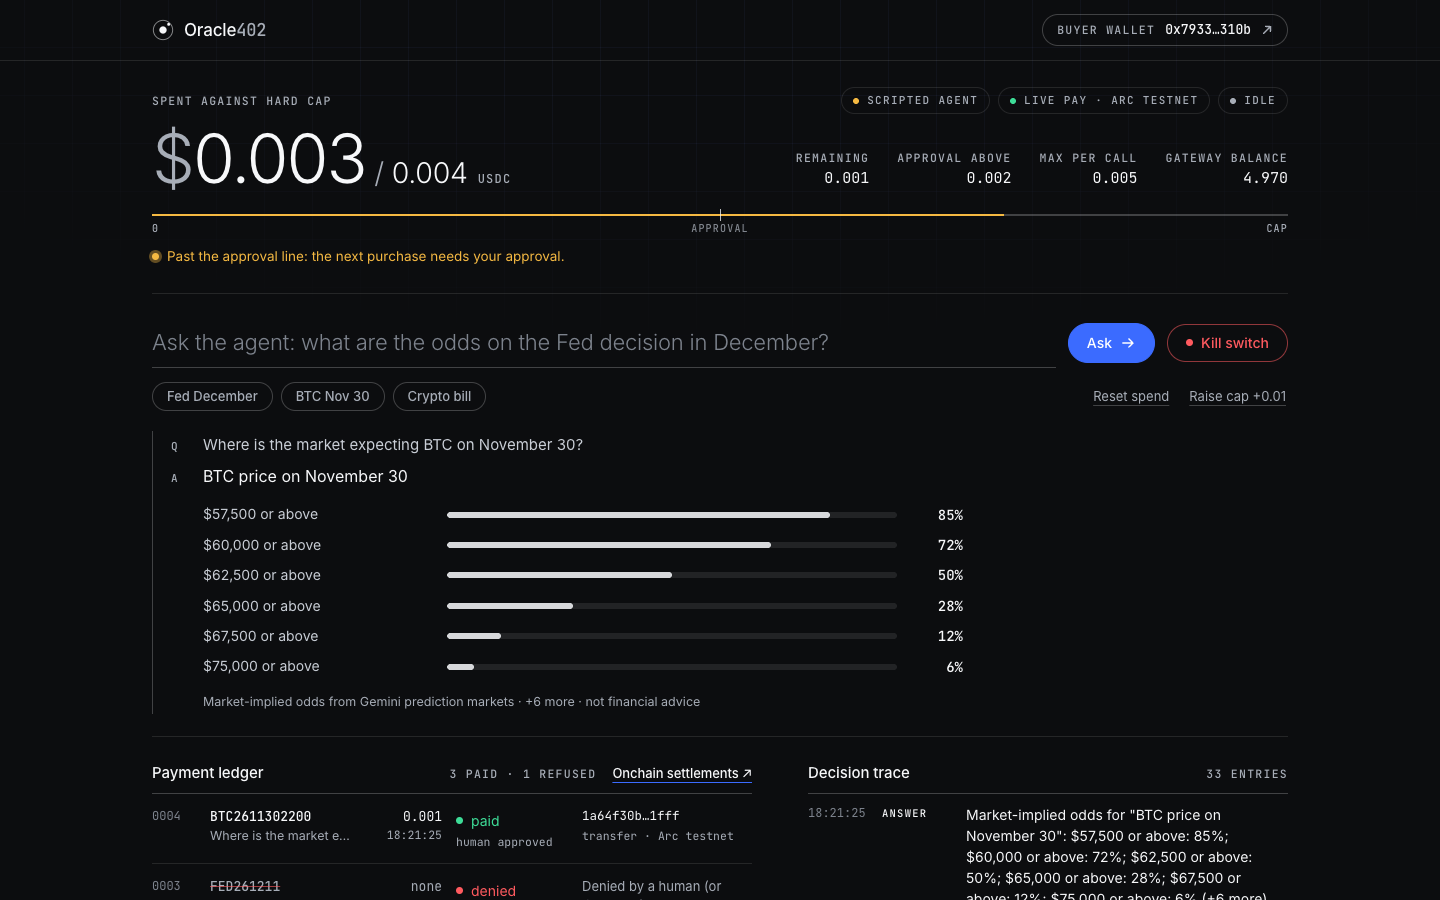 Oracle402
BUYER WALLET 0x7933…310b ↗
SPENT AGAINST HARD CAP
SCRIPTED AGENT
LIVE PAY · ARC TESTNET
IDLE
$0.003 / 0.004 USDC
REMAINING APPROVAL ABOVE MAX PER CALL GATEWAY BALANCE
0.001 0.002 0.005 4.970
0 APPROVAL CAP
Past the approval line: the next purchase needs your approval.
Ask the agent: what are the odds on the Fed decision in December?
Ask →
Kill switch
Fed December
BTC Nov 30
Crypto bill
Reset spend
Raise cap +0.01
Q Where is the market expecting BTC on November 30?
A BTC price on November 30
$57,500 or above 85%
$60,000 or above 72%
$62,500 or above 50%
$65,000 or above 28%
$67,500 or above 12%
$75,000 or above 6%
Market-implied odds from Gemini prediction markets · +6 more · not financial advice
Payment ledger 3 PAID · 1 REFUSED Onchain settlements ↗
0004 BTC2611302200 0.001 paid 1a64f30b…1fff
Where is the market e… 18:21:25 human approved transfer · Arc testnet
0003 FED261211 none denied Denied by a human (or
Decision trace 33 ENTRIES
18:21:25 ANSWER Market-implied odds for "BTC price on
November 30": $57,500 or above: 85%;
$60,000 or above: 72%; $62,500 or above:
50%; $65,000 or above: 28%; $67,500 or
above: 12%; $75,000 or above: 6% (+6 more)